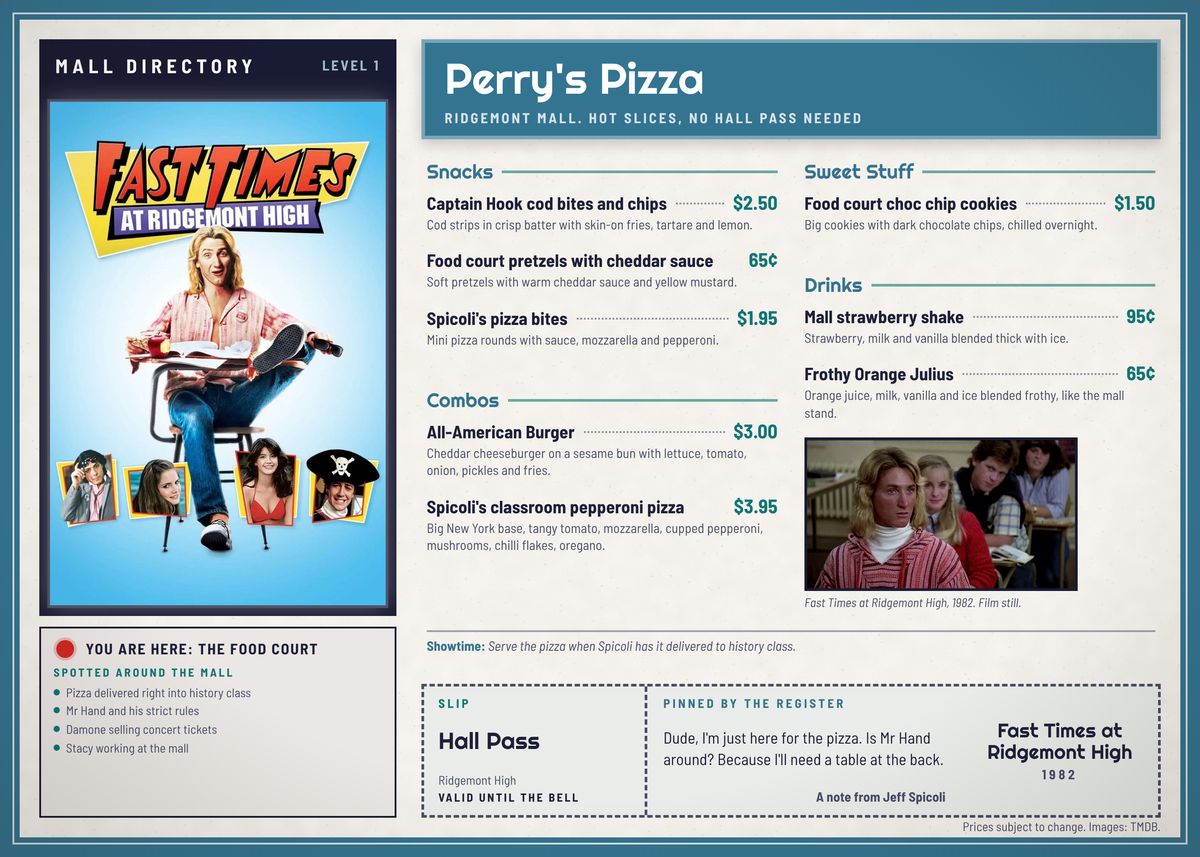 MALL DIRECTORY
LEVEL 1
FAST TIMES
AT RIDGEMONT HIGH
YOU ARE HERE: THE FOOD COURT
SPOTTED AROUND THE MALL
Pizza delivered right into history class
Mr Hand and his strict rules
Damone selling concert tickets
Stacy working at the mall
Perry's Pizza
RIDGEMONT MALL. HOT SLICES, NO HALL PASS NEEDED
Snacks
Captain Hook cod bites and chips $2.50
Cod strips in crisp batter with skin-on fries, tartare and lemon.
Food court pretzels with cheddar sauce 65¢
Soft pretzels with warm cheddar sauce and yellow mustard.
Spicoli's pizza bites $1.95
Mini pizza rounds with sauce, mozzarella and pepperoni.
Combos
All-American Burger $3.00
Cheddar cheeseburger on a sesame bun with lettuce, tomato,
onion, pickles and fries.
Spicoli's classroom pepperoni pizza $3.95
Big New York base, tangy tomato, mozzarella, cupped pepperoni,
mushrooms, chilli flakes, oregano.
Sweet Stuff
Food court choc chip cookies $1.50
Big cookies with dark chocolate chips, chilled overnight.
Drinks
Mall strawberry shake 95¢
Strawberry, milk and vanilla blended thick with ice.
Frothy Orange Julius 65¢
Orange juice, milk, vanilla and ice blended frothy, like the mall
stand.
Fast Times at Ridgemont High, 1982. Film still.
Showtime: Serve the pizza when Spicoli has it delivered to history class.
SLIP
Hall Pass
Ridgemont High
VALID UNTIL THE BELL
PINNED BY THE REGISTER
Dude, I'm just here for the pizza. Is Mr Hand
around? Because I'll need a table at the back.
A note from Jeff Spicoli
Fast Times at
Ridgemont High
1982
Prices subject to change. Images: TMDB.